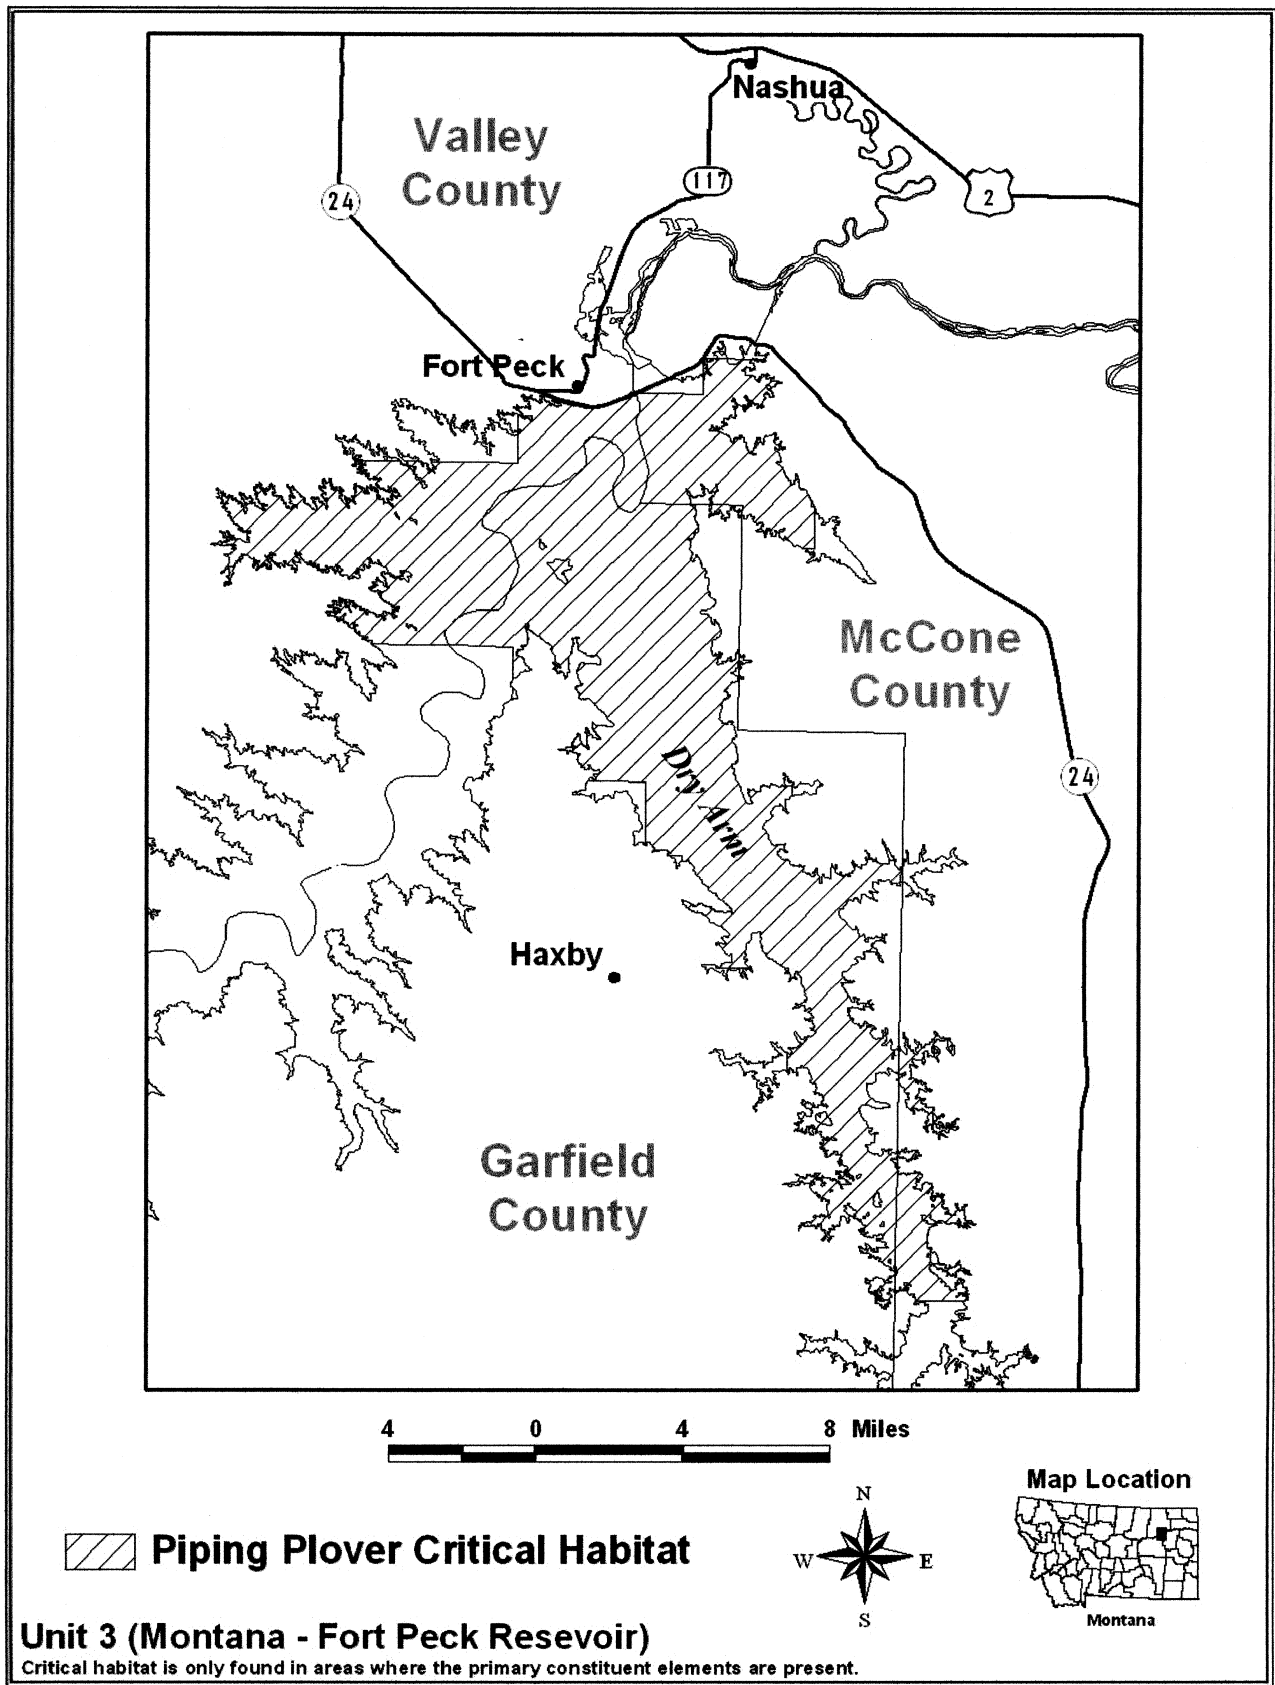 Nashua
Valley
County
117
24
2
Fort Peck
McCone
County
Dry Arm
24
Haxby
Garfield
County
4 0 4 8 Miles
Map Location
N
W E
S
Piping Plover Critical Habitat
Montana
Unit 3 (Montana - Fort Peck Resevoir)
Critical habitat is only found in areas where the primary constituent elements are present.